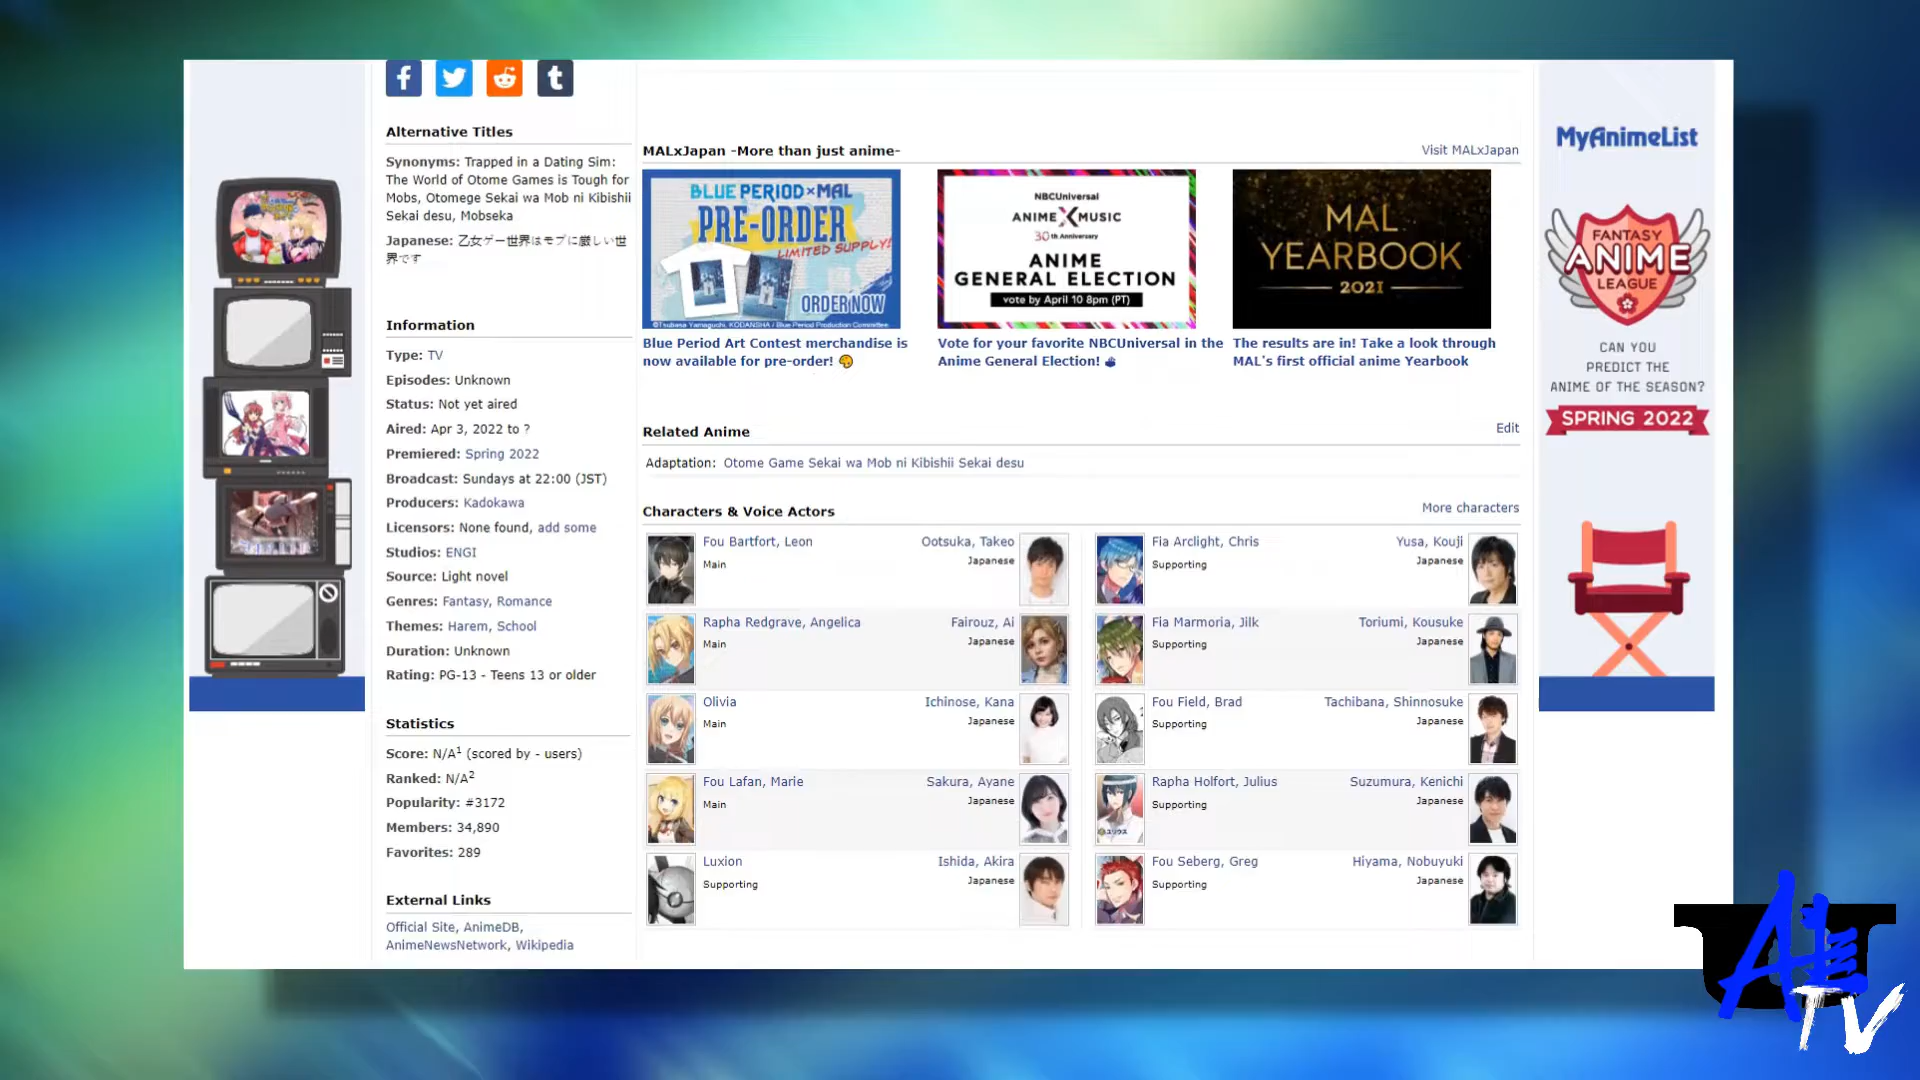 Alternative Titles
Synonyms: Trapped in a Dating Sim:
The World of Otome Games is Tough for
Mobs, Otomege Sekai wa Mob ni Kibishii
Sekai desu, Mobseka
Japanese: 乙女ゲー世界はモブに厳しい世
界です
Information
Type: TV
Episodes: Unknown
Status: Not yet aired
Aired: Apr 3, 2022 to ?
Premiered: Spring 2022
Broadcast: Sundays at 22:00 (JST)
Producers: Kadokawa
Licensors: None found, add some
Studios: ENGI
Source: Light novel
Genres: Fantasy, Romance
Themes: Harem, School
Duration: Unknown
Rating: PG-13 - Teens 13 or older
Statistics
Score: N/A1 (scored by - users)
Ranked: N/A2
Popularity: #3172
Members: 34,890
Favorites: 289
External Links
Official Site, AnimeDB,
AnimeNewsNetwork, Wikipedia
MALxJapan -More than just anime-
Visit MALxJapan
BLUE PERIOD×MAL
PRE-ORDER
LIMITED SUPPLY!
ORDER NOW
©Tsubasa Yamaguchi, KODANSHA / Blue Period Production Committee
Blue Period Art Contest merchandise is
now available for pre-order!
NBCUniversal
ANIME X MUSIC
30th Anniversary
ANIME
GENERAL ELECTION
vote by April 10 8pm (PT)
Vote for your favorite NBCUniversal in the
Anime General Election!
MAL
YEARBOOK
2021
The results are in! Take a look through
MAL's first official anime Yearbook
Related Anime
Edit
Adaptation: Otome Game Sekai wa Mob ni Kibishii Sekai desu
Characters & Voice Actors
More characters
Fou Bartfort, Leon
Main
Ootsuka, Takeo
Japanese
Fia Arclight, Chris
Supporting
Yusa, Kouji
Japanese
Rapha Redgrave, Angelica
Main
Fairouz, Ai
Japanese
Fia Marmoria, Jilk
Supporting
Toriumi, Kousuke
Japanese
Olivia
Main
Ichinose, Kana
Japanese
Fou Field, Brad
Supporting
Tachibana, Shinnosuke
Japanese
Fou Lafan, Marie
Main
Sakura, Ayane
Japanese
Rapha Holfort, Julius
Supporting
Suzumura, Kenichi
Japanese
Luxion
Supporting
Ishida, Akira
Japanese
Fou Seberg, Greg
Supporting
Hiyama, Nobuyuki
Japanese
MyAnimeList
FANTASY
ANIME
LEAGUE
CAN YOU
PREDICT THE
ANIME OF THE SEASON?
SPRING 2022
TV